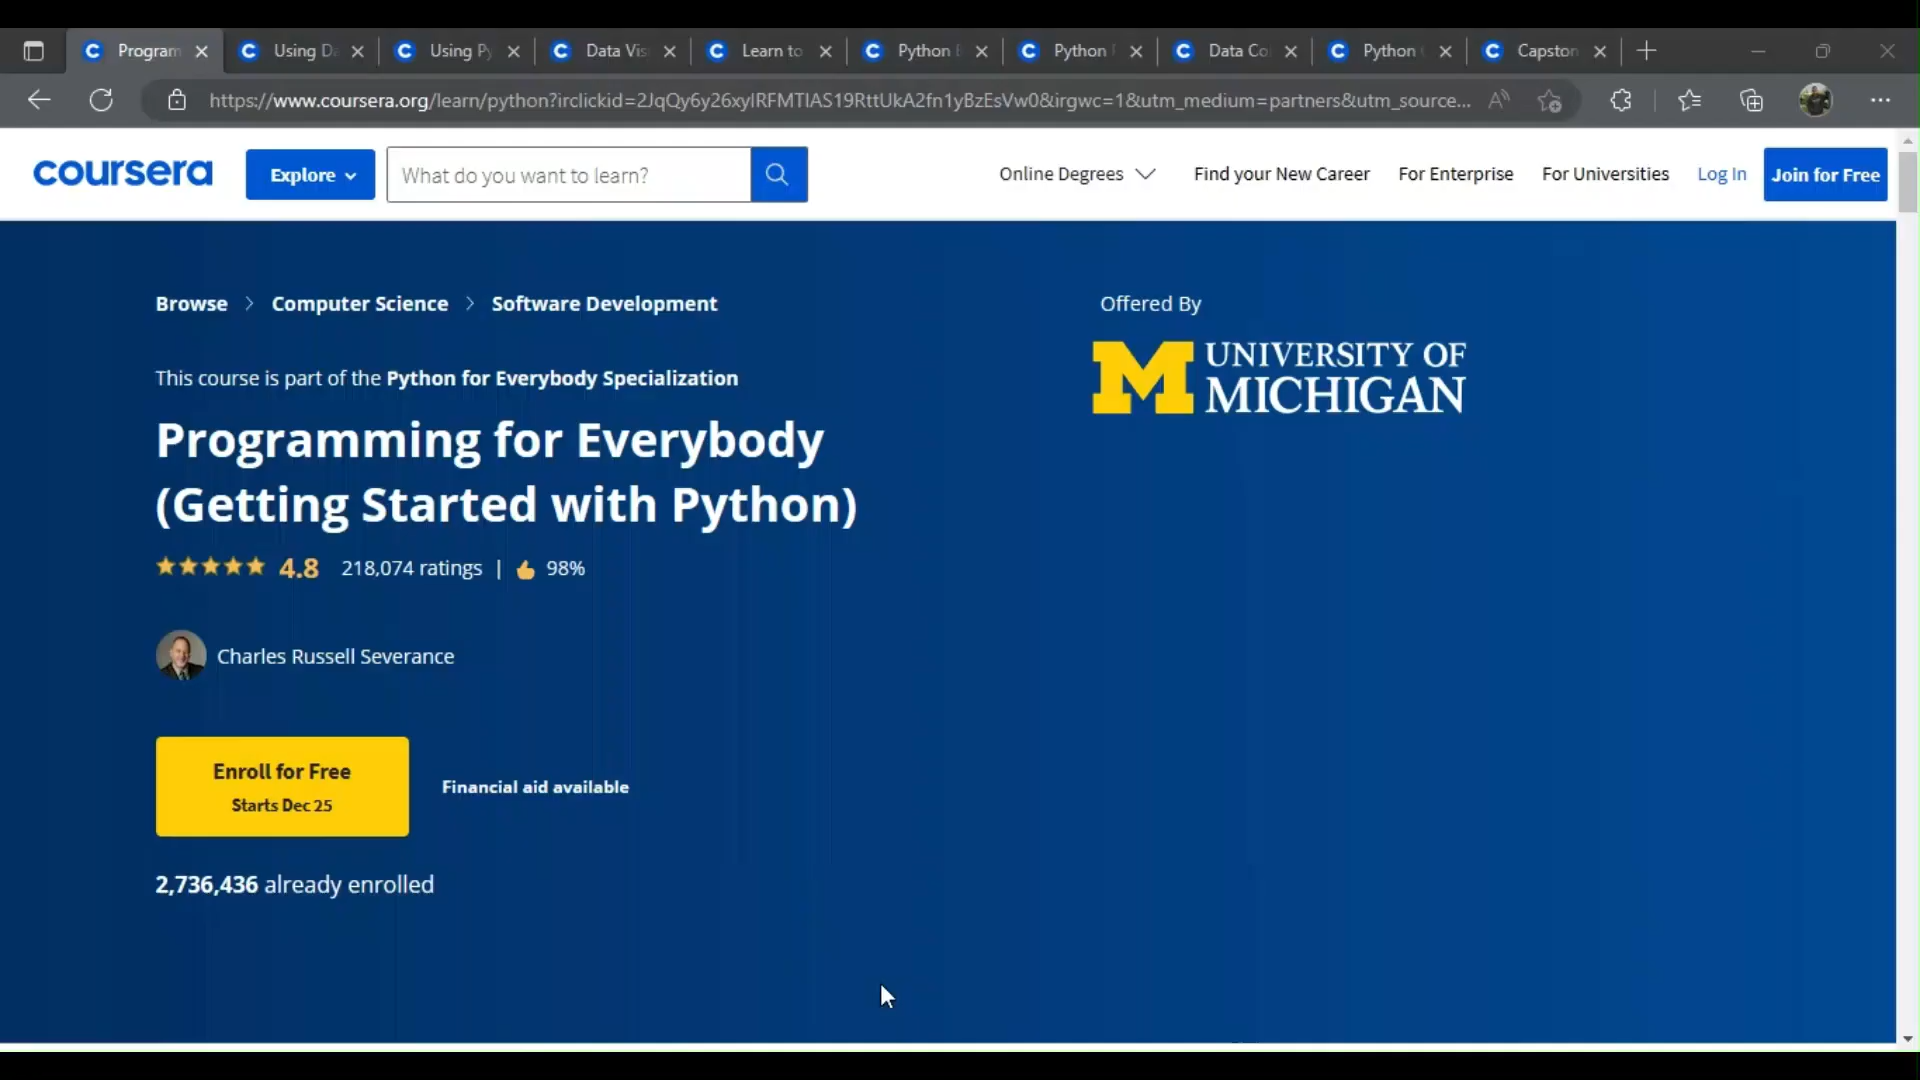 Program
Using Da
Using Py
Data Vis
Learn to
Python
Python
Data Co
Python
Capston
https://www.coursera.org/learn/python?irclickid=2JqQy6y26xyIRFMTIAS19RttUkA2fn1yBzEsVw0&irgwc=1&utm_medium=partners&utm_source...
coursera
Explore
What do you want to learn?
Online Degrees
Find your New Career
For Enterprise
For Universities
Log In
Join for Free
Browse > Computer Science > Software Development
Offered By
UNIVERSITY OF
MICHIGAN
This course is part of the Python for Everybody Specialization
Programming for Everybody
(Getting Started with Python)
4.8 218,074 ratings | 98%
Charles Russell Severance
Enroll for Free
Starts Dec 25
Financial aid available
2,736,436 already enrolled